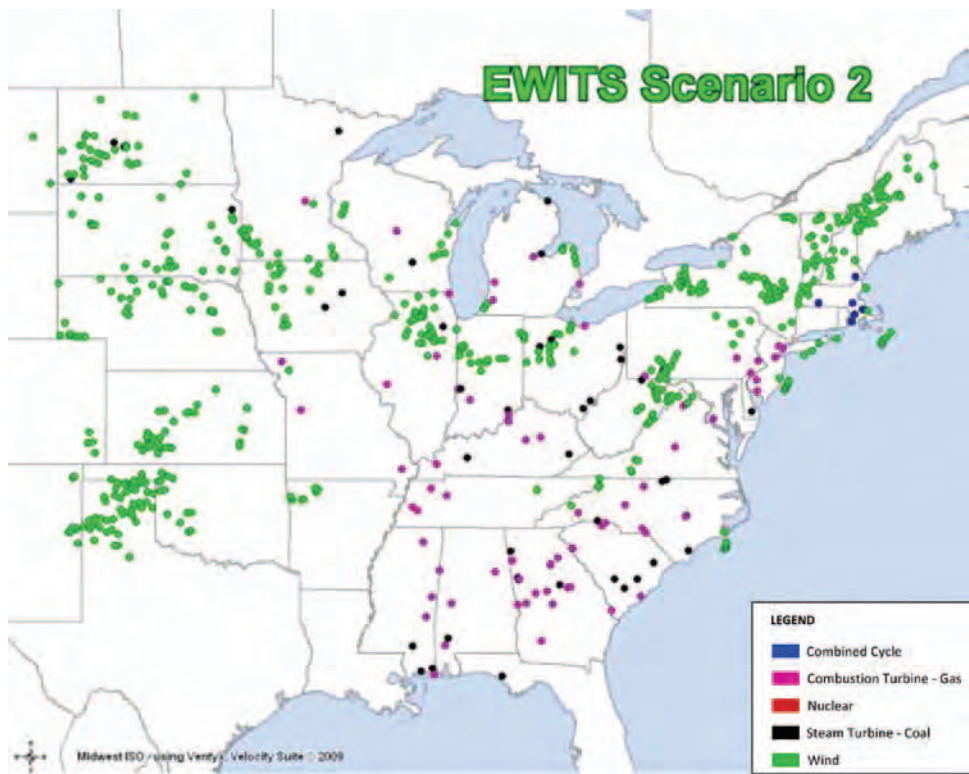 EWITS Scenario 2
LEGEND
Combined Cycle
Combustion Turbine - Gas
Nuclear
Steam Turbine - Coal
Wind
Midwest ISO using Ventyx, Velocity Suite © 2009